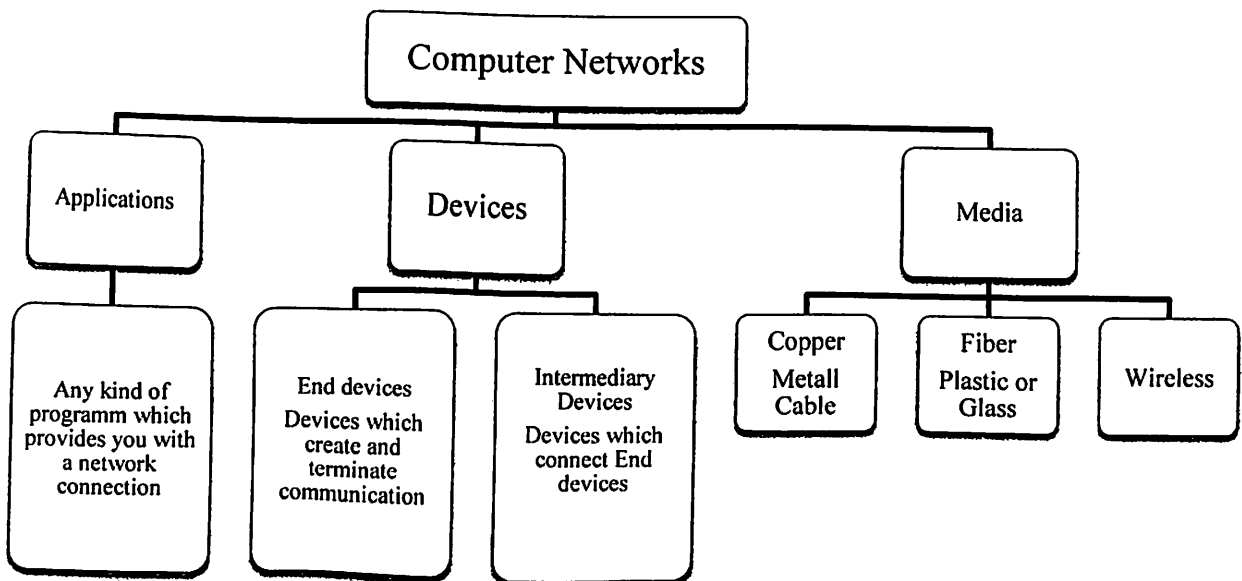 Computer Networks
Applications
Devices
Media
Any kind of
programm which
provides you with
a network
connection
End devices
Devices which
create and
terminate
communication
Intermediary
Devices
Devices which
connect End
devices
Copper
Metall
Cable
Fiber
Plastic or
Glass
Wireless